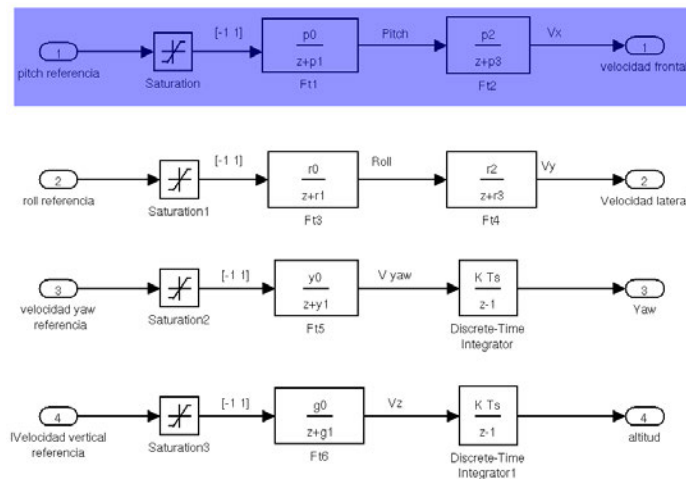 [-1 1]
Pitch
Vx
1
p0
z+p1
p2
z+p3
1
pitch referencia
Saturation
Ft1
Ft2
velocidad frontal
[-1 1]
Roll
Vy
2
r0
z+r1
r2
z+r3
2
roll referencia
Saturation1
Ft3
Ft4
Velocidad latera
[-1 1]
V yaw
3
y0
z+y1
K Ts
z-1
3
velocidad yaw
referencia
Saturation2
Ft5
Discrete-Time
Integrator
Yaw
[-1 1]
Vz
4
g0
z+g1
K Ts
z-1
4
lVelocidad vertical
referencia
Saturation3
Ft6
Discrete-Time
Integrator1
altitud